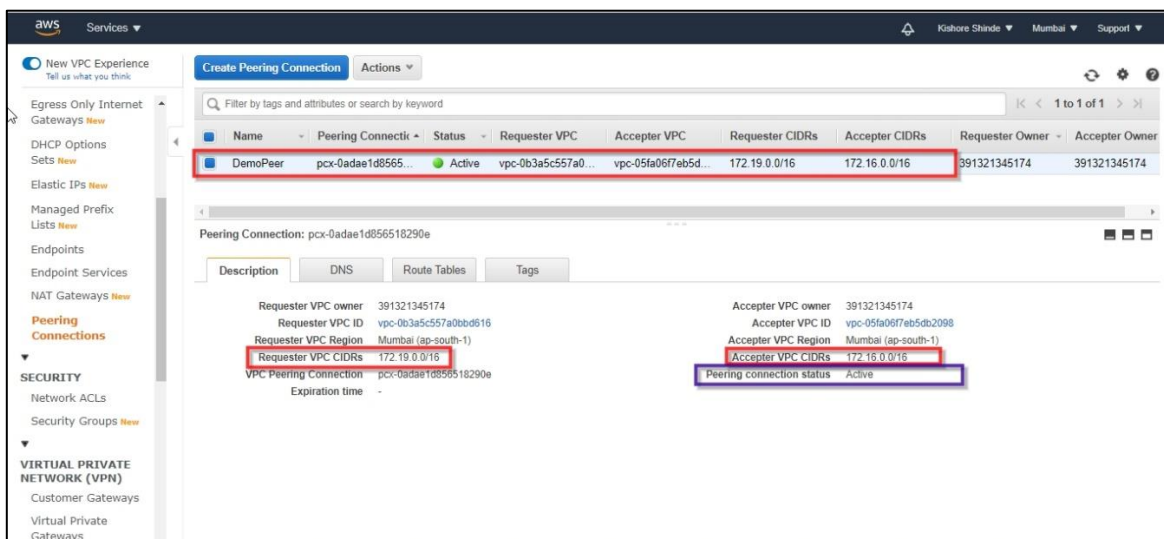 aws Services Kishore Shinde Mumbai Support
New VPC Experience
Tell us what you think
Egress Only Internet
Gateways New
DHCP Options
Sets New
Elastic IPs New
Managed Prefix
Lists New
Endpoints
Endpoint Services
NAT Gateways New
Peering
Connections
SECURITY
Network ACLs
Security Groups New
VIRTUAL PRIVATE
NETWORK (VPN)
Customer Gateways
Virtual Private
Gateways
Create Peering Connection Actions
Filter by tags and attributes or search by keyword 1 to 1 of 1
Name Peering Connectic Status Requester VPC Accepter VPC Requester CIDRs Accepter CIDRs Requester Owner Accepter Owner
DemoPeer pcx-0adae1d8565... Active vpc-0b3a5c557a0... vpc-05fa06f7eb5d... 172.19.0.0/16 172.16.0.0/16 391321345174 391321345174
Peering Connection: pcx-0adae1d856518290e
Description DNS Route Tables Tags
Requester VPC owner 391321345174 Accepter VPC owner 391321345174
Requester VPC ID vpc-0b3a5c557a0bbd616 Accepter VPC ID vpc-05fa06f7eb5db2098
Requester VPC Region Mumbai (ap-south-1) Accepter VPC Region Mumbai (ap-south-1)
Requester VPC CIDRs 172.19.0.0/16 Accepter VPC CIDRs 172.16.0.0/16
VPC Peering Connection pcx-0adae1d856518290e Peering connection status Active
Expiration time -